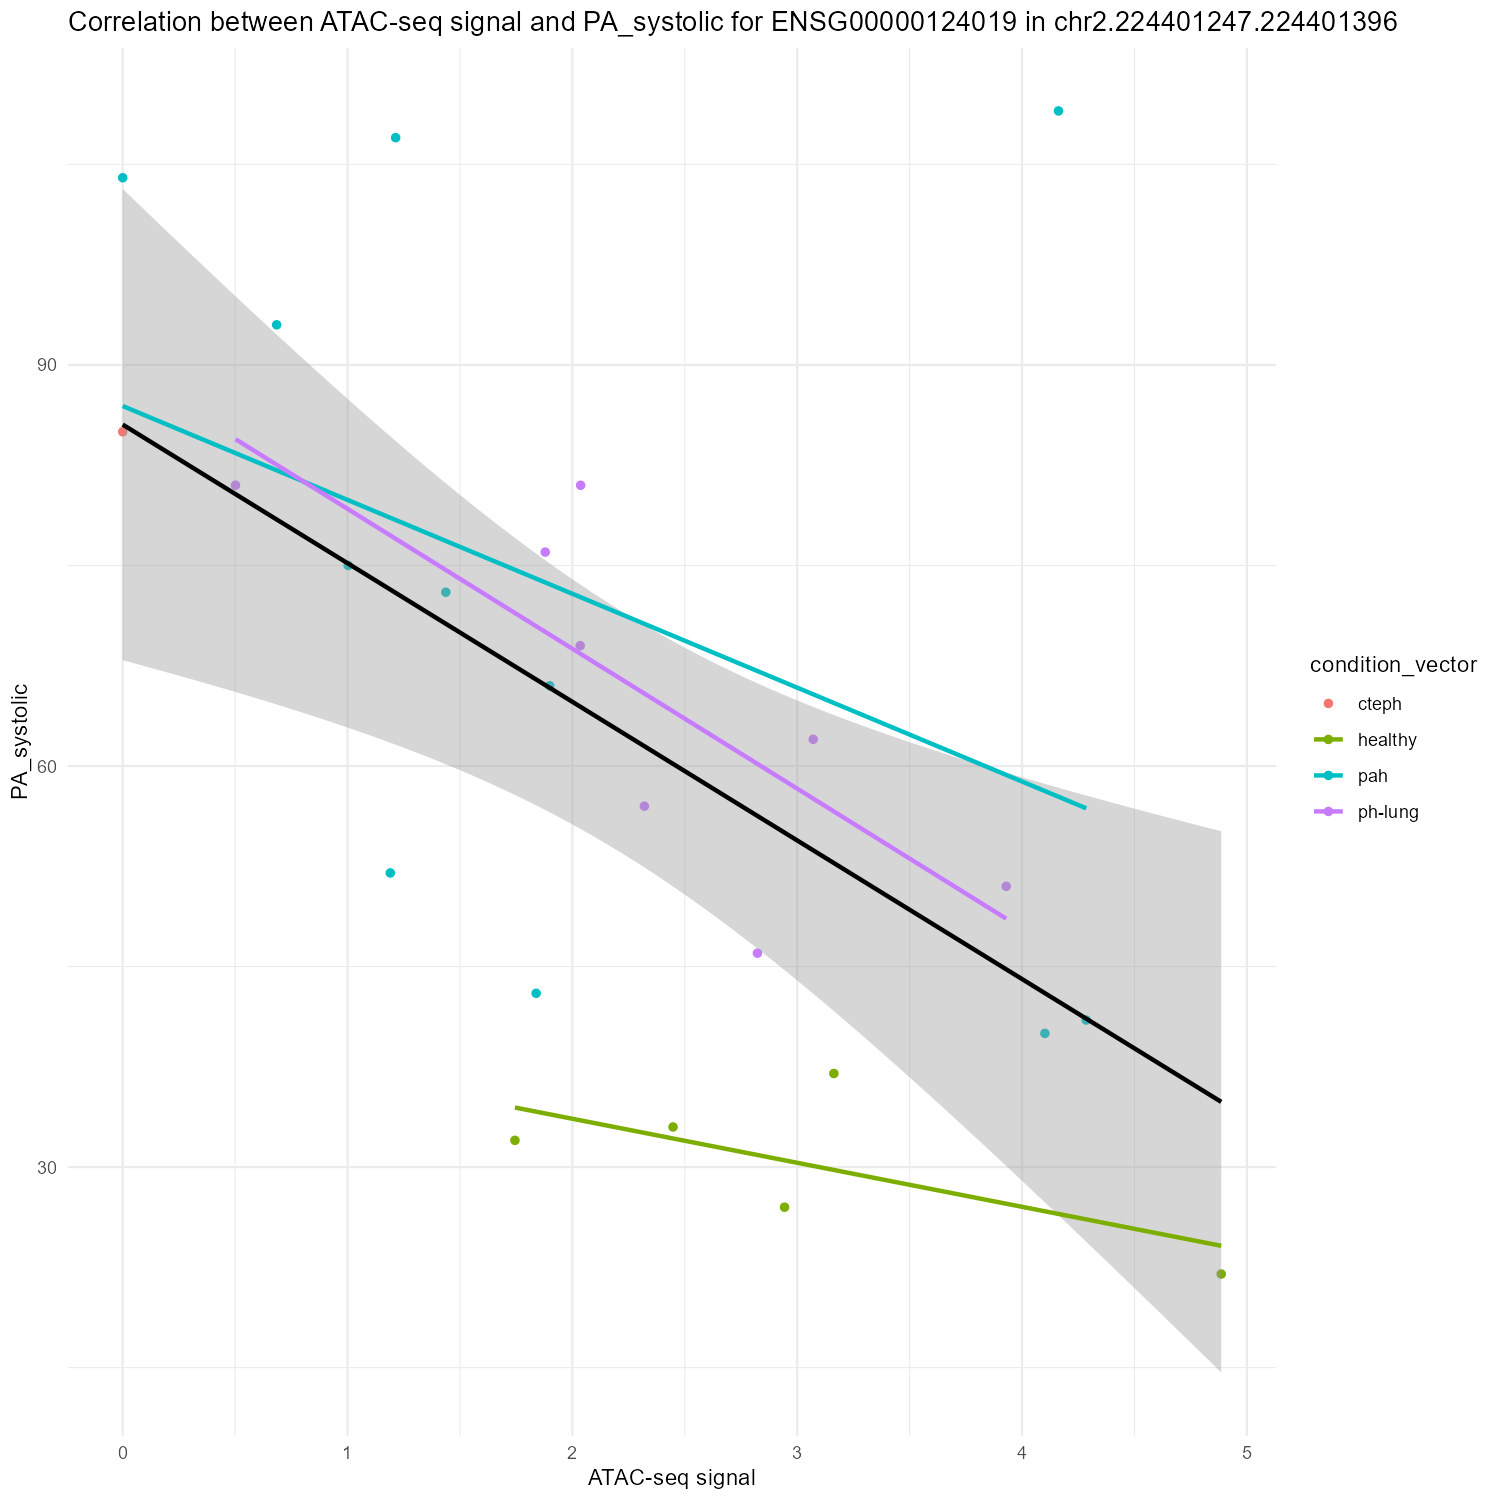 Correlation between ATAC-seq signal and PA_systolic for ENSG00000124019 in chr2.224401247.224401396
PA_systolic
90
60
30
0 1 2 3 4 5
ATAC-seq signal
condition_vector
cteph
healthy
pah
ph-lung